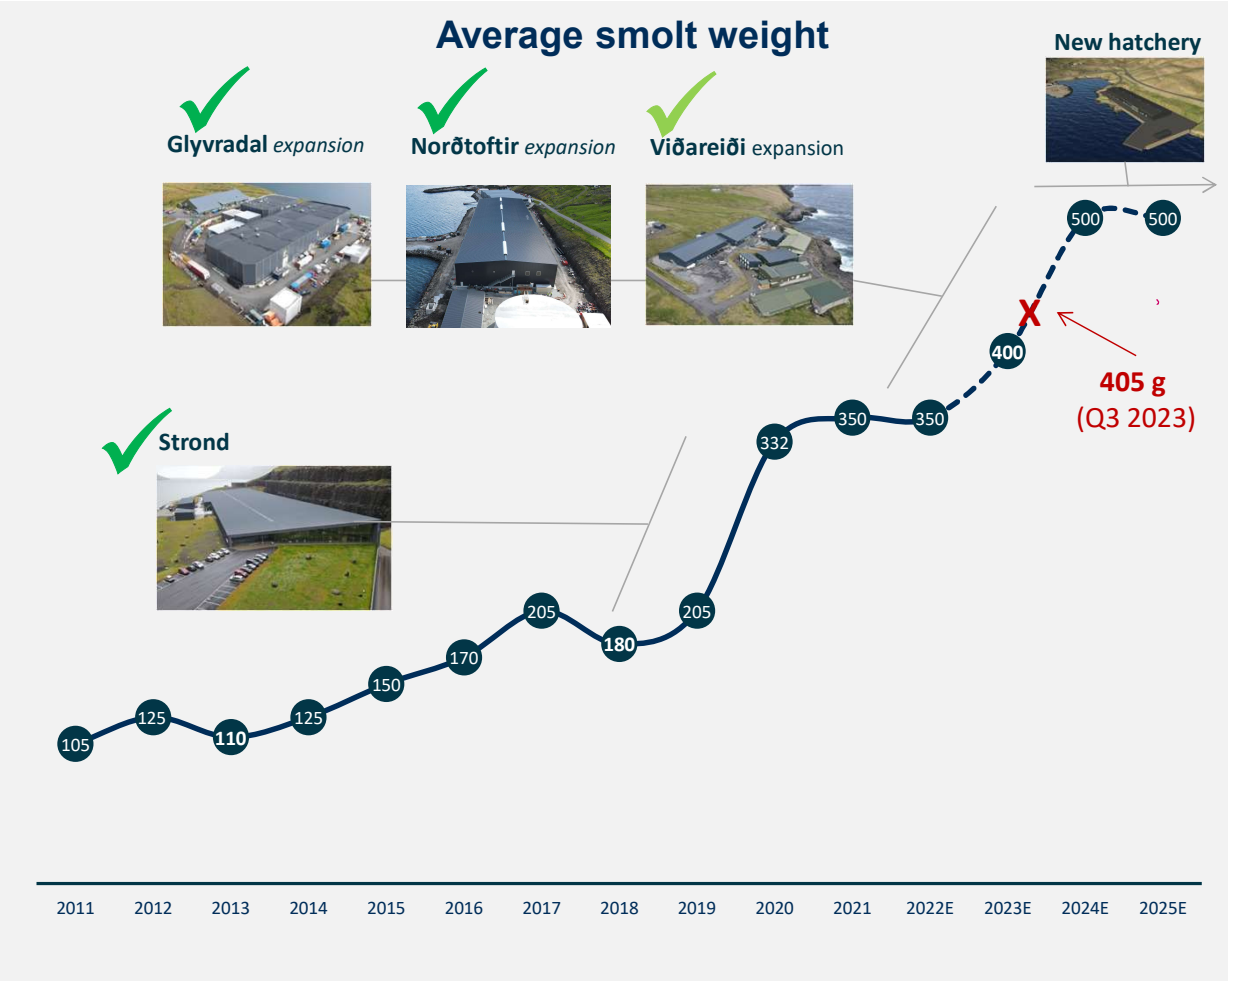 Average smolt weight
New hatchery
Glyvradal expansion
Norðtoftir expansion
Viðareiði expansion
500
500
X
400
405 g
(Q3 2023)
Strond
332
350
350
205
180
205
170
150
125
110
125
105
2011
2012
2013
2014
2015
2016
2017
2018
2019
2020
2021
2022E
2023E
2024E
2025E